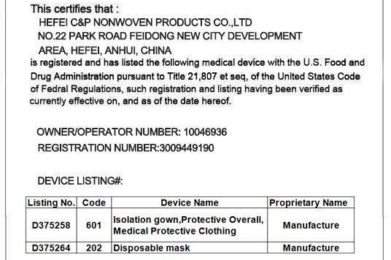 This certifies that :
HEFEI C&P NONWOVEN PRODUCTS CO.,LTD
NO.22 PARK ROAD FEIDONG NEW CITY DEVELOPMENT
AREA, HEFEI, ANHUI, CHINA
is registered and has listed the following medical device with the U.S. Food and
Drug Administration pursuant to Title 21,807 et seq, of the United States Code
of Fedral Regulations, such registration and listing having been verified as
currently effective on, and as of the date hereof.
OWNER/OPERATOR NUMBER: 10046936
REGISTRATION NUMBER:3009449190
DEVICE LISTING#:
Listing No. Code Device Name Proprietary Name
D375258 601 Isolation gown,Protective Overall, Medical Protective Clothing Manufacture
D375264 202 Disposable mask Manufacture